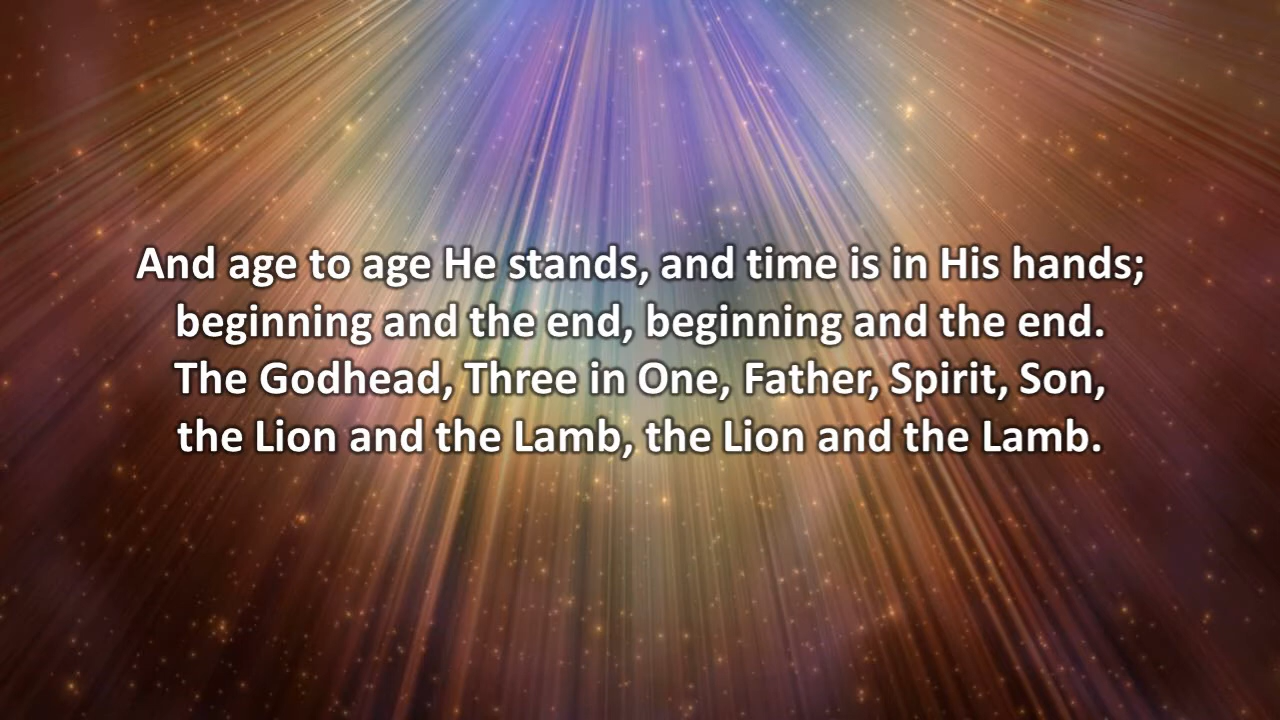 And age to age He stands, and time is in His hands;
beginning and the end, beginning and the end.
The Godhead, Three in One, Father, Spirit, Son,
the Lion and the Lamb, the Lion and the Lamb.